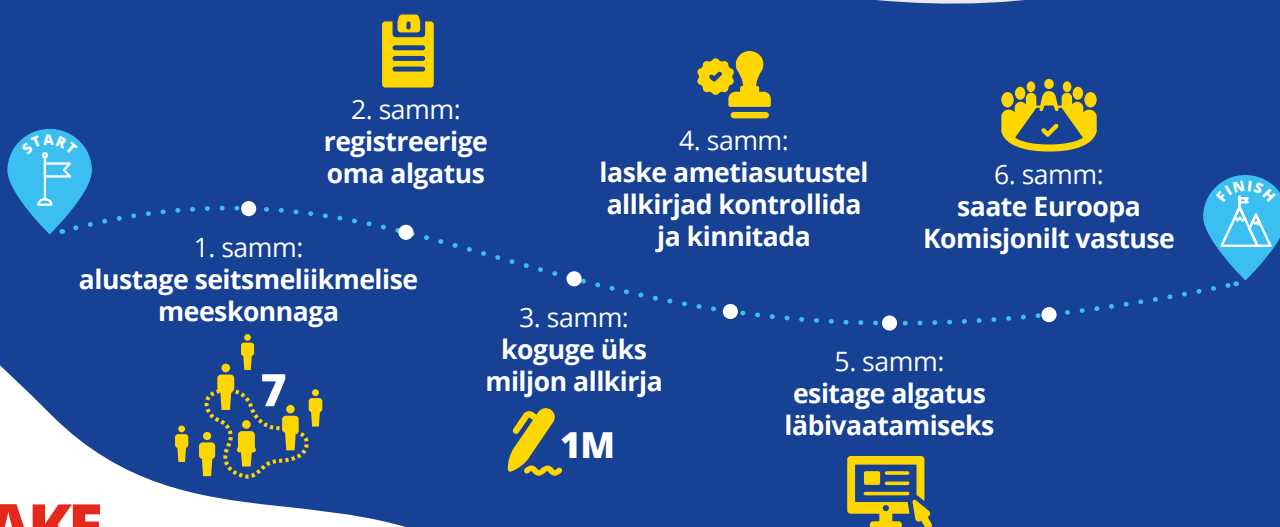 START
1. samm:
alustage seitsmeliikmelise
meeskonnaga
7
2. samm:
registreerige
oma algatus
3. samm:
koguge üks
miljon allkirja
1M
4. samm:
laske ametiasutustel
allkirjad kontrollida
ja kinnitada
5. samm:
esitage algatus
läbivaatamiseks
6. samm:
saate Euroopa
Komisjonilt vastuse
FINISH